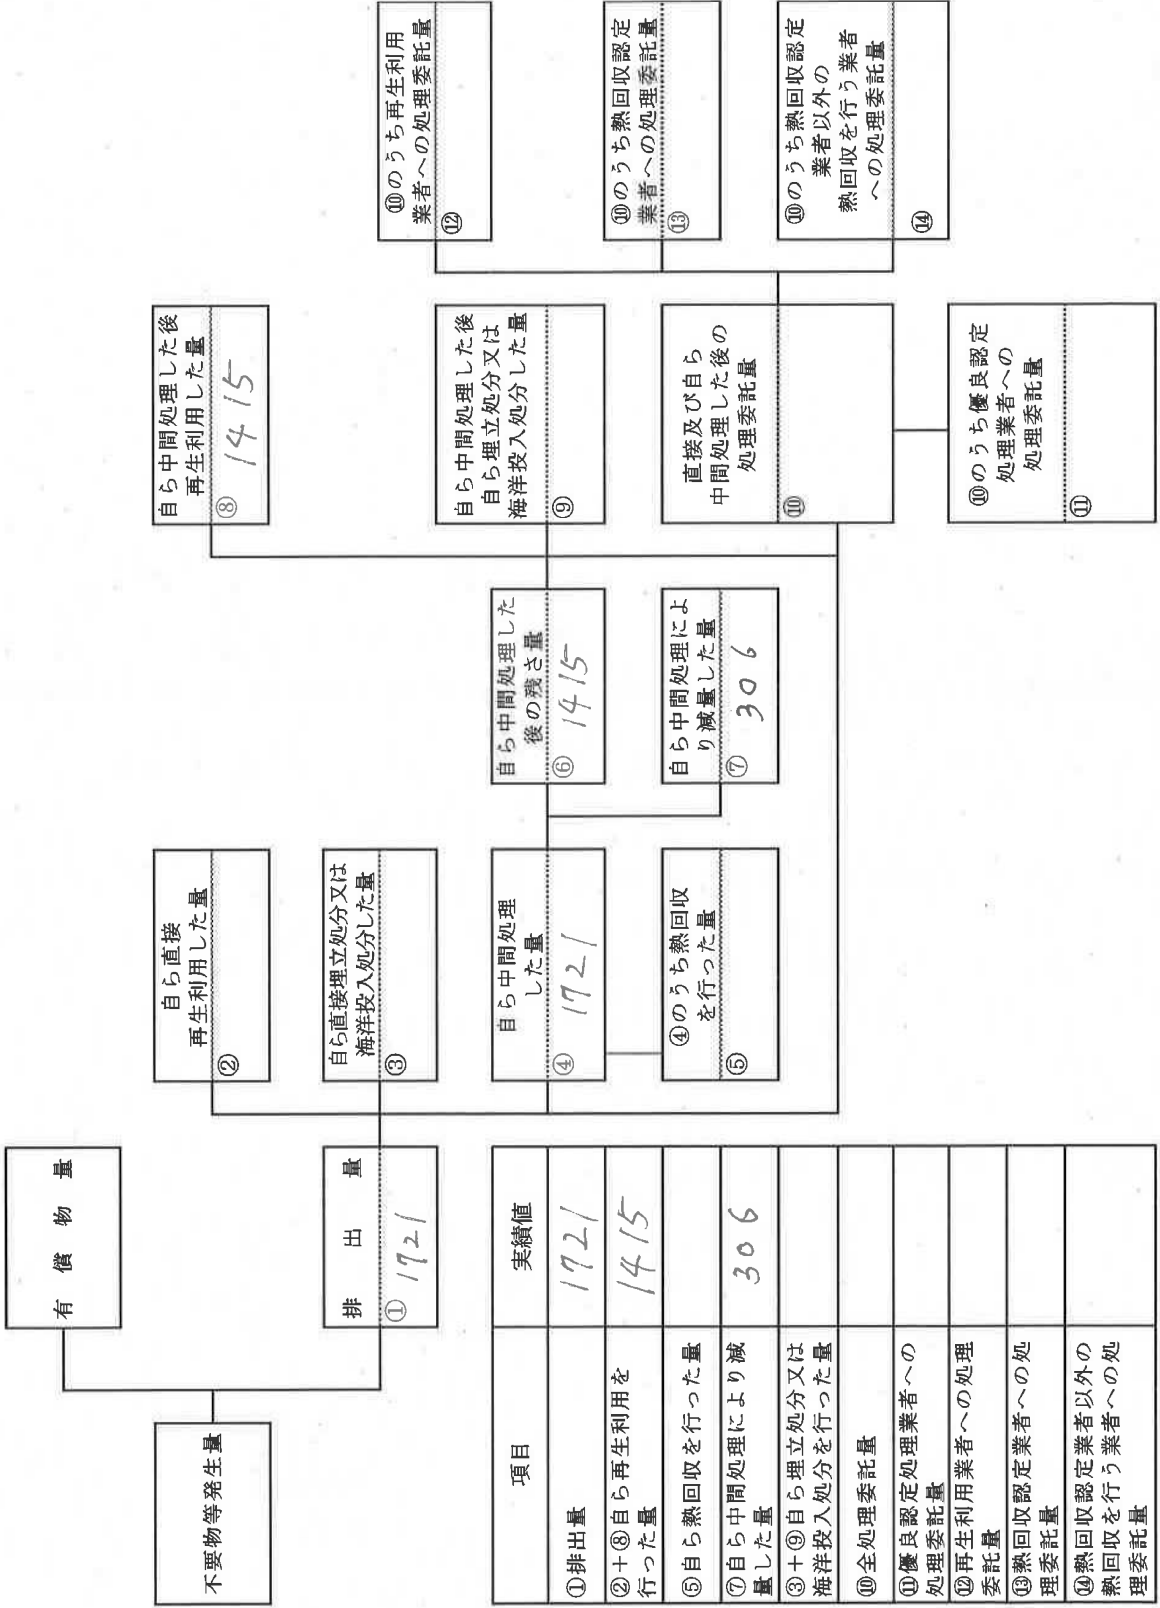 不要物等発生量
有償物量
排出量
① 1721
自ら直接
再生利用した量
②
自ら直接埋立処分又は
海洋投入処分した量
③
自ら中間処理
した量
④ 1721
④のうち熱回収
を行った量
⑤
自ら中間処理した
後の残さ量
⑥ 1415
自ら中間処理によ
り減量した量
⑦ 306
自ら中間処理した後
再生利用した量
⑧ 1415
自ら中間処理した後
自ら埋立処分又は
海洋投入処分した量
⑨
直接及び自ら
中間処理した後の
処理委託量
⑩
⑩のうち優良認定
処理業者への
処理委託量
⑪
⑩のうち再生利用
業者への処理委託量
⑫
⑩のうち熱回収認定
業者への処理委託量
⑬
⑩のうち熱回収認定
業者以外の
熱回収を行う業者
への処理委託量
⑭
項目 実績値
①排出量 1721
②+⑧自ら再生利用を
行った量 1415
⑤自ら熱回収を行った量
⑦自ら中間処理により減
量した量 306
③+⑨自ら埋立処分又は
海洋投入処分を行った量
⑩全処理委託量
⑪優良認定処理業者への
処理委託量
⑫再生利用業者への処理
委託量
⑬熱回収認定業者への処
理委託量
⑭熱回収認定業者以外の
熱回収を行う業者への処
理委託量